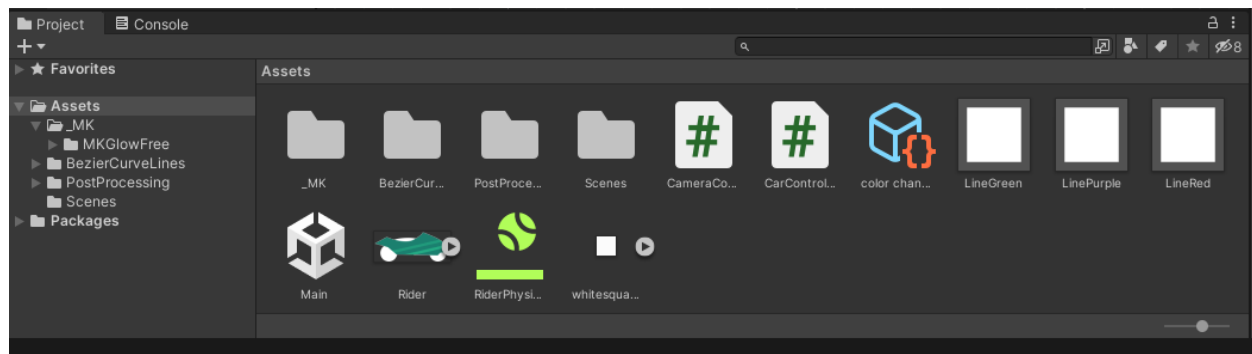 Project Console
8
Favorites
Assets
Assets
_MK
MKGlowFree
BezierCurveLines
PostProcessing
Scenes
Packages
_MK BezierCur... PostProce... Scenes CameraCo... CarControl... color chan... LineGreen LinePurple LineRed
Main Rider RiderPhysi... whitesqua...